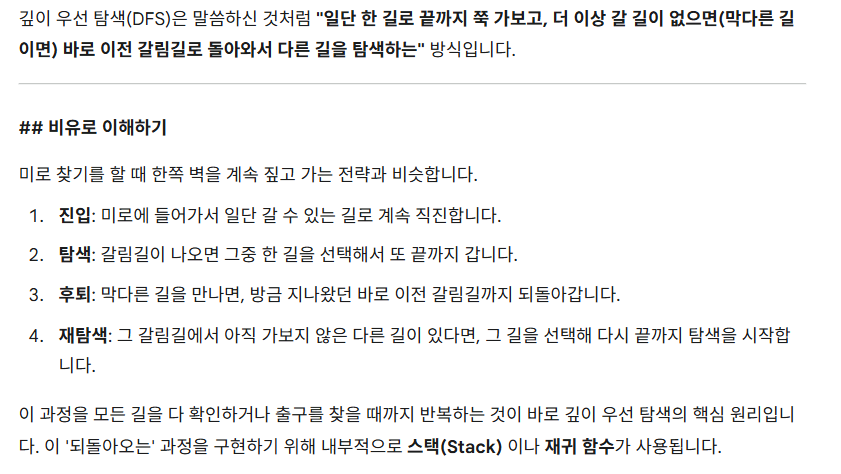 깊이 우선 탐색(DFS)은 말씀하신 것처럼 "일단 한 길로 끝까지 쭉 가보고, 더 이상 갈 길이 없으면(막다른 길
이면) 바로 이전 갈림길로 돌아와서 다른 길을 탐색하는" 방식입니다.
## 비유로 이해하기
미로 찾기를 할 때 한쪽 벽을 계속 짚고 가는 전략과 비슷합니다.
1. 진입: 미로에 들어가서 일단 갈 수 있는 길로 계속 직진합니다.
2. 탐색: 갈림길이 나오면 그중 한 길을 선택해서 또 끝까지 갑니다.
3. 후퇴: 막다른 길을 만나면, 방금 지나왔던 바로 이전 갈림길까지 되돌아갑니다.
4. 재탐색: 그 갈림길에서 아직 가보지 않은 다른 길이 있다면, 그 길을 선택해 다시 끝까지 탐색을 시작합
니다.
이 과정을 모든 길을 다 확인하거나 출구를 찾을 때까지 반복하는 것이 바로 깊이 우선 탐색의 핵심 원리입니
다. 이 '되돌아오는' 과정을 구현하기 위해 내부적으로 스택(Stack) 이나 재귀 함수가 사용됩니다.